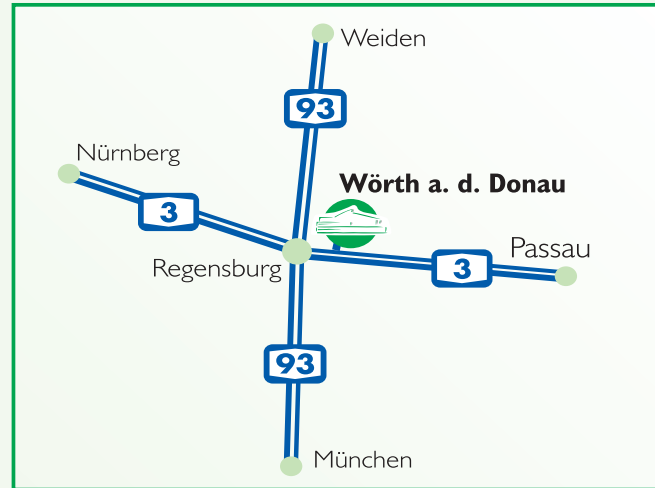 Weiden
93
Nürnberg
3
Wörth a. d. Donau
Regensburg
Passau
3
93
München